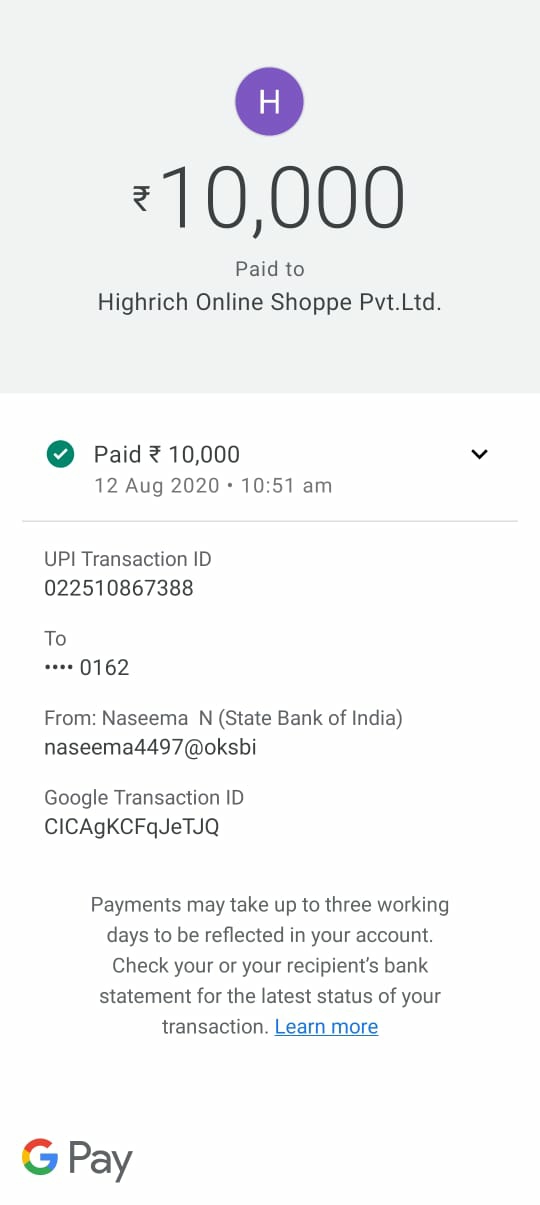 H
₹10,000
Paid to
Highrich Online Shoppe Pvt.Ltd.
Paid ₹ 10,000
12 Aug 2020 • 10:51 am
UPI Transaction ID
022510867388
To
•••• 0162
From: Naseema  N (State Bank of India)
naseema4497@oksbi
Google Transaction ID
CICAgKCFqJeTJQ
Payments may take up to three working
days to be reflected in your account.
Check your or your recipient’s bank
statement for the latest status of your
transaction. Learn more
G Pay